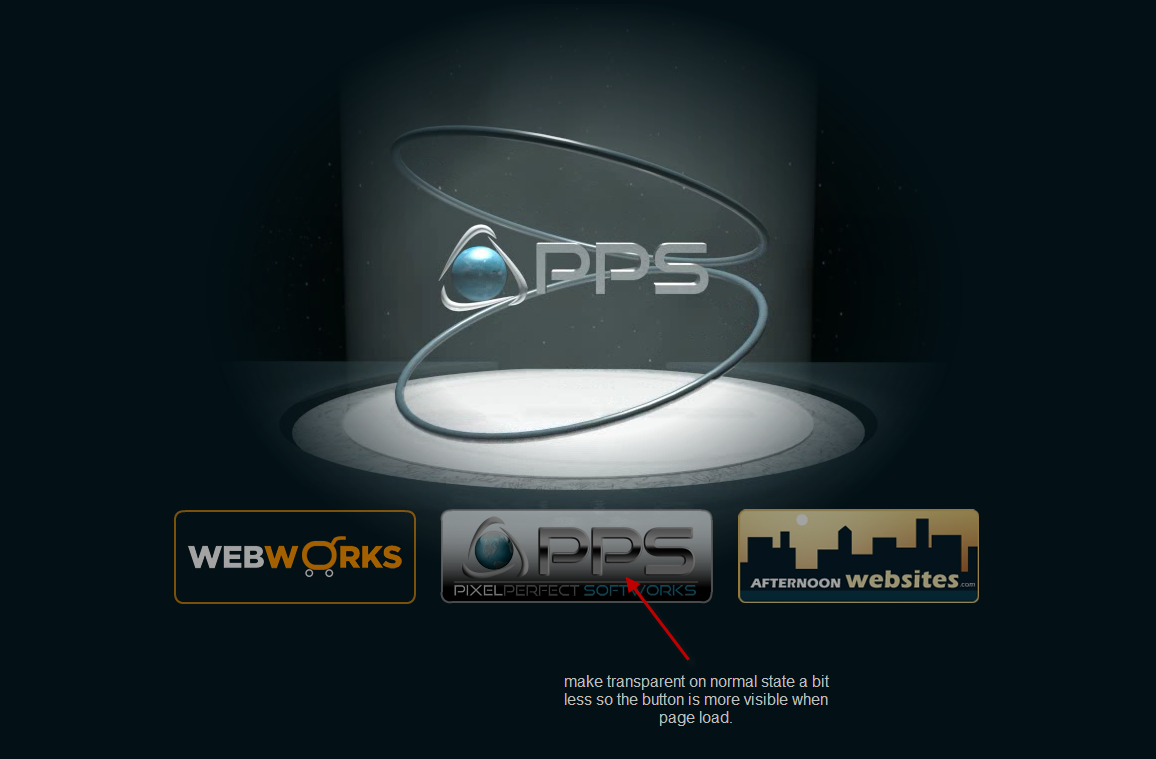 PPS
WEBWORKS
PPS
PIXELPERFECT SOFTWORKS
AFTERNOON websites.com
make transparent on normal state a bit
less so the button is more visible when
page load.